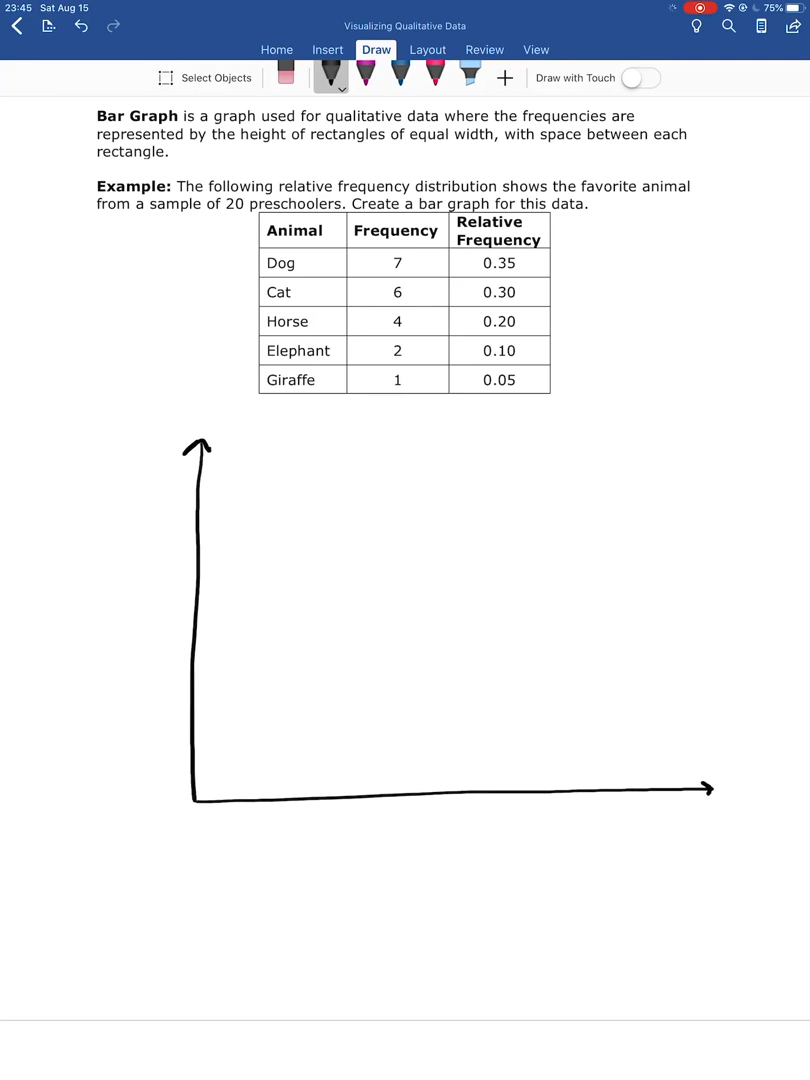 23:45 Sat Aug 15
75%
Visualizing Qualitative Data
Home Insert Draw Layout Review View
Select Objects
Draw with Touch
Bar Graph is a graph used for qualitative data where the frequencies are
represented by the height of rectangles of equal width, with space between each
rectangle.
Example: The following relative frequency distribution shows the favorite animal
from a sample of 20 preschoolers. Create a bar graph for this data.
Animal Frequency Relative
Frequency
Dog 7 0.35
Cat 6 0.30
Horse 4 0.20
Elephant 2 0.10
Giraffe 1 0.05